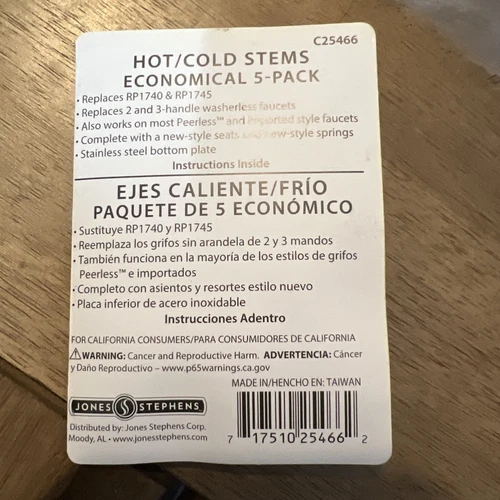 C25466
HOT/COLD STEMS
ECONOMICAL 5-PACK
• Replaces RP1740 & RP1745
• Replaces 2 and 3-handle washerless faucets
• Also works on most Peerless™ and imported style faucets
• Complete with a new-style seats and new-style springs
• Stainless steel bottom plate
Instructions Inside
EJES CALIENTE/FRÍO
PAQUETE DE 5 ECONÓMICO
• Sustituye RP1740 y RP1745
• Reemplaza los grifos sin arandela de 2 y 3 mandos
• También funciona en la mayoría de los estilos de grifos
Peerless™ e importados
• Completo con asientos y resortes estilo nuevo
• Placa inferior de acero inoxidable
Instrucciones Adentro
FOR CALIFORNIA CONSUMERS/PARA CONSUMIDORES DE CALIFORNIA
⚠WARNING: Cancer and Reproductive Harm. ADVERTENCIA: Cáncer
y Daño Reproductivo – www.p65warnings.ca.gov
MADE IN/HENCHO EN: TAIWAN
JONES S STEPHENS
Distributed by: Jones Stephens Corp.
Moody, AL • www.jonesstephens.com
7 17510 25466 2